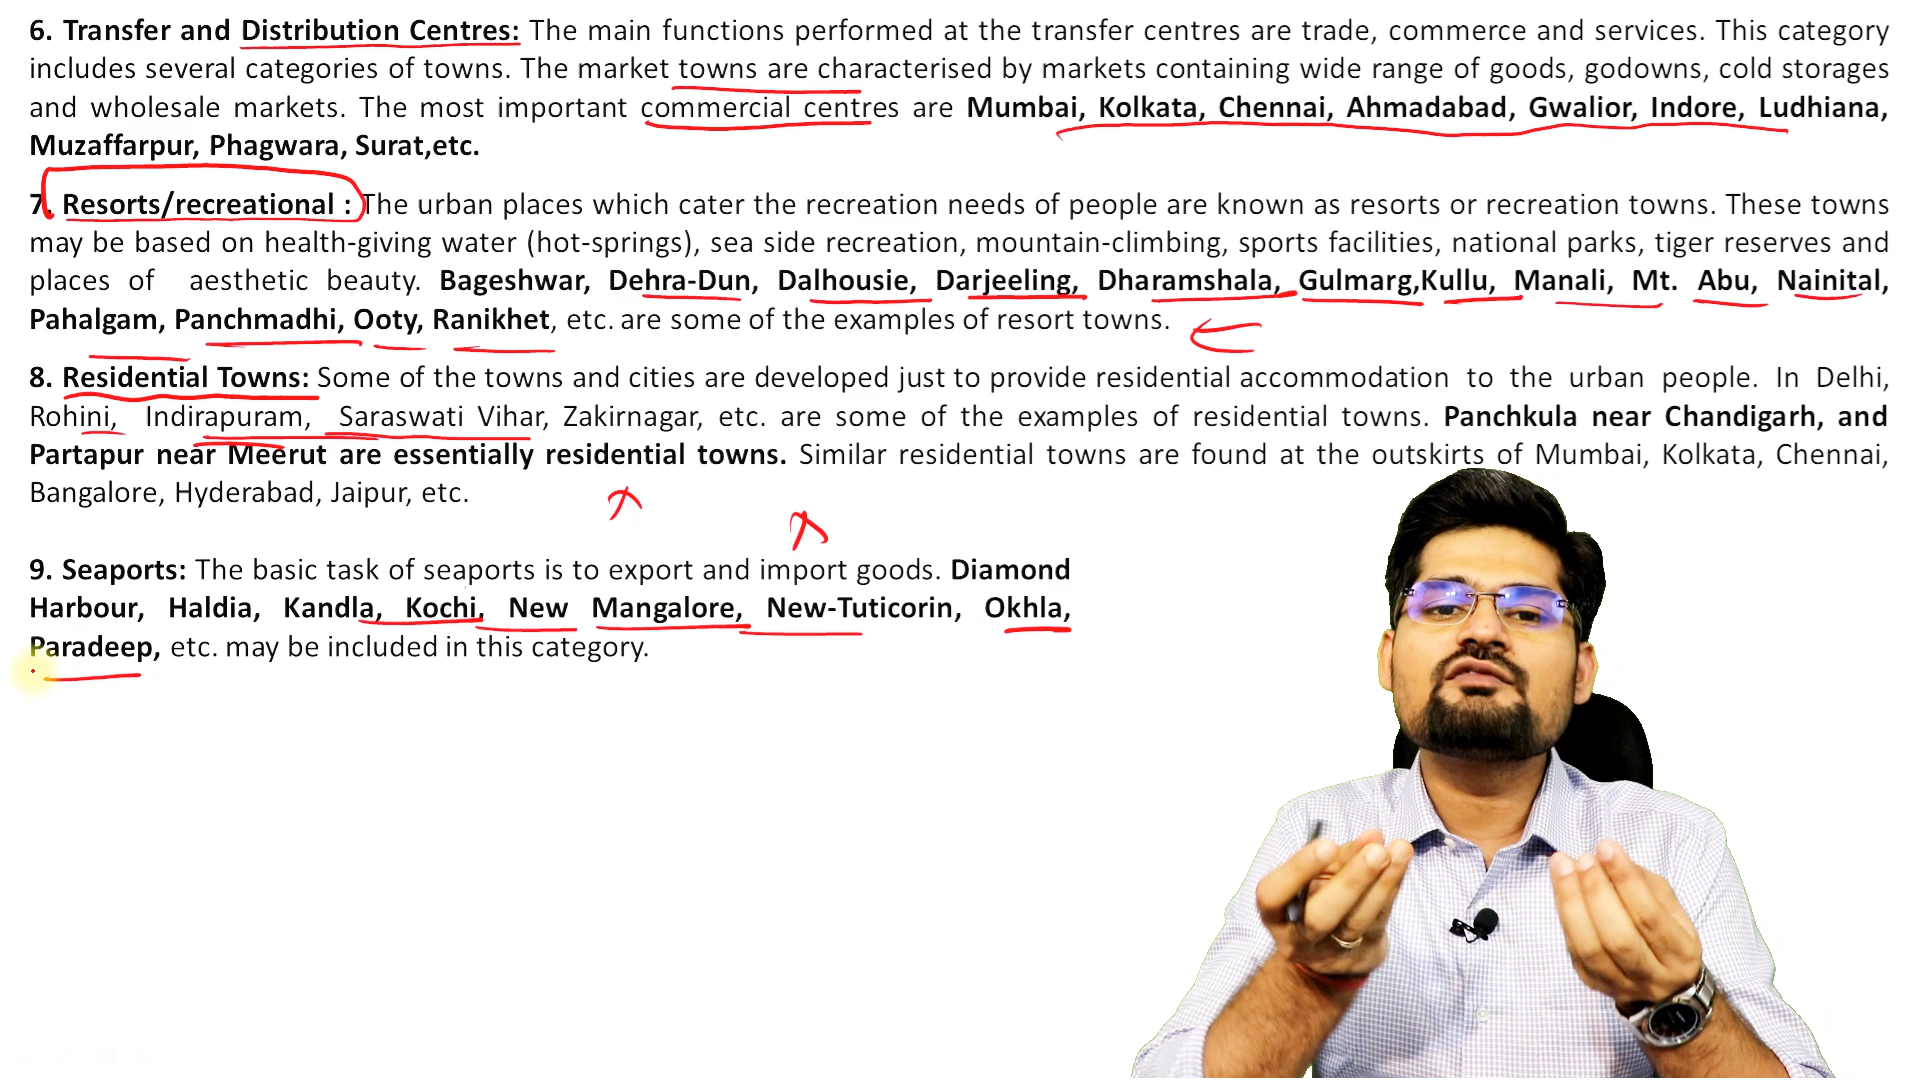 6. Transfer and Distribution Centres: The main functions performed at the transfer centres are trade, commerce and services. This category
includes several categories of towns. The market towns are characterised by markets containing wide range of goods, godowns, cold storages
and wholesale markets. The most important commercial centres are Mumbai, Kolkata, Chennai, Ahmadabad, Gwalior, Indore, Ludhiana,
Muzaffarpur, Phagwara, Surat,etc.
7. Resorts/recreational : The urban places which cater the recreation needs of people are known as resorts or recreation towns. These towns
may be based on health-giving water (hot-springs), sea side recreation, mountain-climbing, sports facilities, national parks, tiger reserves and
places of aesthetic beauty. Bageshwar, Dehra-Dun, Dalhousie, Darjeeling, Dharamshala, Gulmarg,Kullu, Manali, Mt. Abu, Nainital,
Pahalgam, Panchmadhi, Ooty, Ranikhet, etc. are some of the examples of resort towns.
8. Residential Towns: Some of the towns and cities are developed just to provide residential accommodation to the urban people. In Delhi,
Rohini, Indirapuram, Saraswati Vihar, Zakirnagar, etc. are some of the examples of residential towns. Panchkula near Chandigarh, and
Partapur near Meerut are essentially residential towns. Similar residential towns are found at the outskirts of Mumbai, Kolkata, Chennai,
Bangalore, Hyderabad, Jaipur, etc.
9. Seaports: The basic task of seaports is to export and import goods. Diamond
Harbour, Haldia, Kandla, Kochi, New Mangalore, New-Tuticorin, Okhla,
Paradeep, etc. may be included in this category.